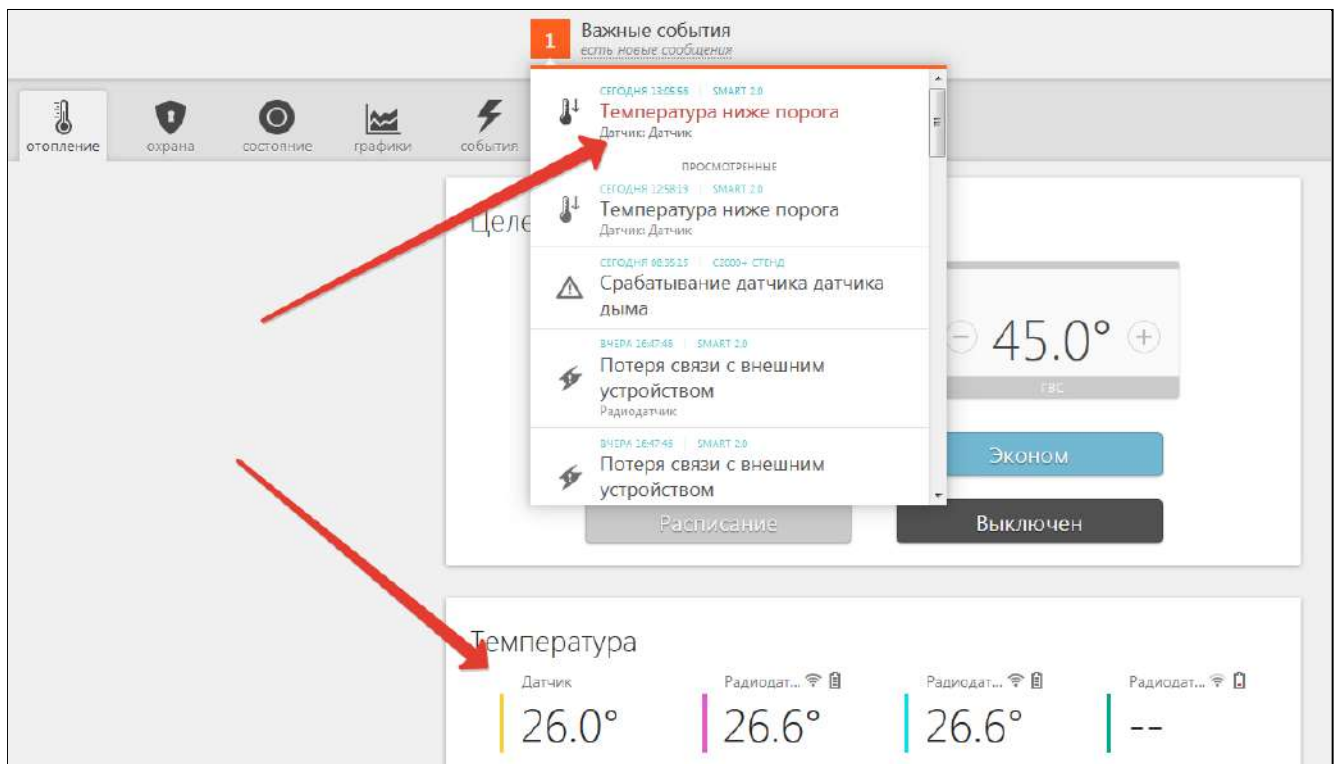 1
Важные события
есть новые сообщения
отопление
охрана
состояние
графики
события
СЕГОДНЯ 13:05:56 | SMART 2.0
Температура ниже порога
Датчик: Датчик
ПРОСМОТРЕННЫЕ
СЕГОДНЯ 12:58:19 | SMART 2.0
Температура ниже порога
Датчик: Датчик
СЕГОДНЯ 08:35:15 | C2000+ СТЕНД
Срабатывание датчика датчика
дыма
ВЧЕРА 16:47:46 | SMART 2.0
Потеря связи с внешним
устройством
Радиодатчик
ВЧЕРА 16:47:46 | SMART 2.0
Потеря связи с внешним
устройством
Целе
45.0°
ГВС
Эконом
Расписание
Выключен
Температура
Датчик
26.0°
Радиодат...
26.6°
Радиодат...
26.6°
Радиодат...
--